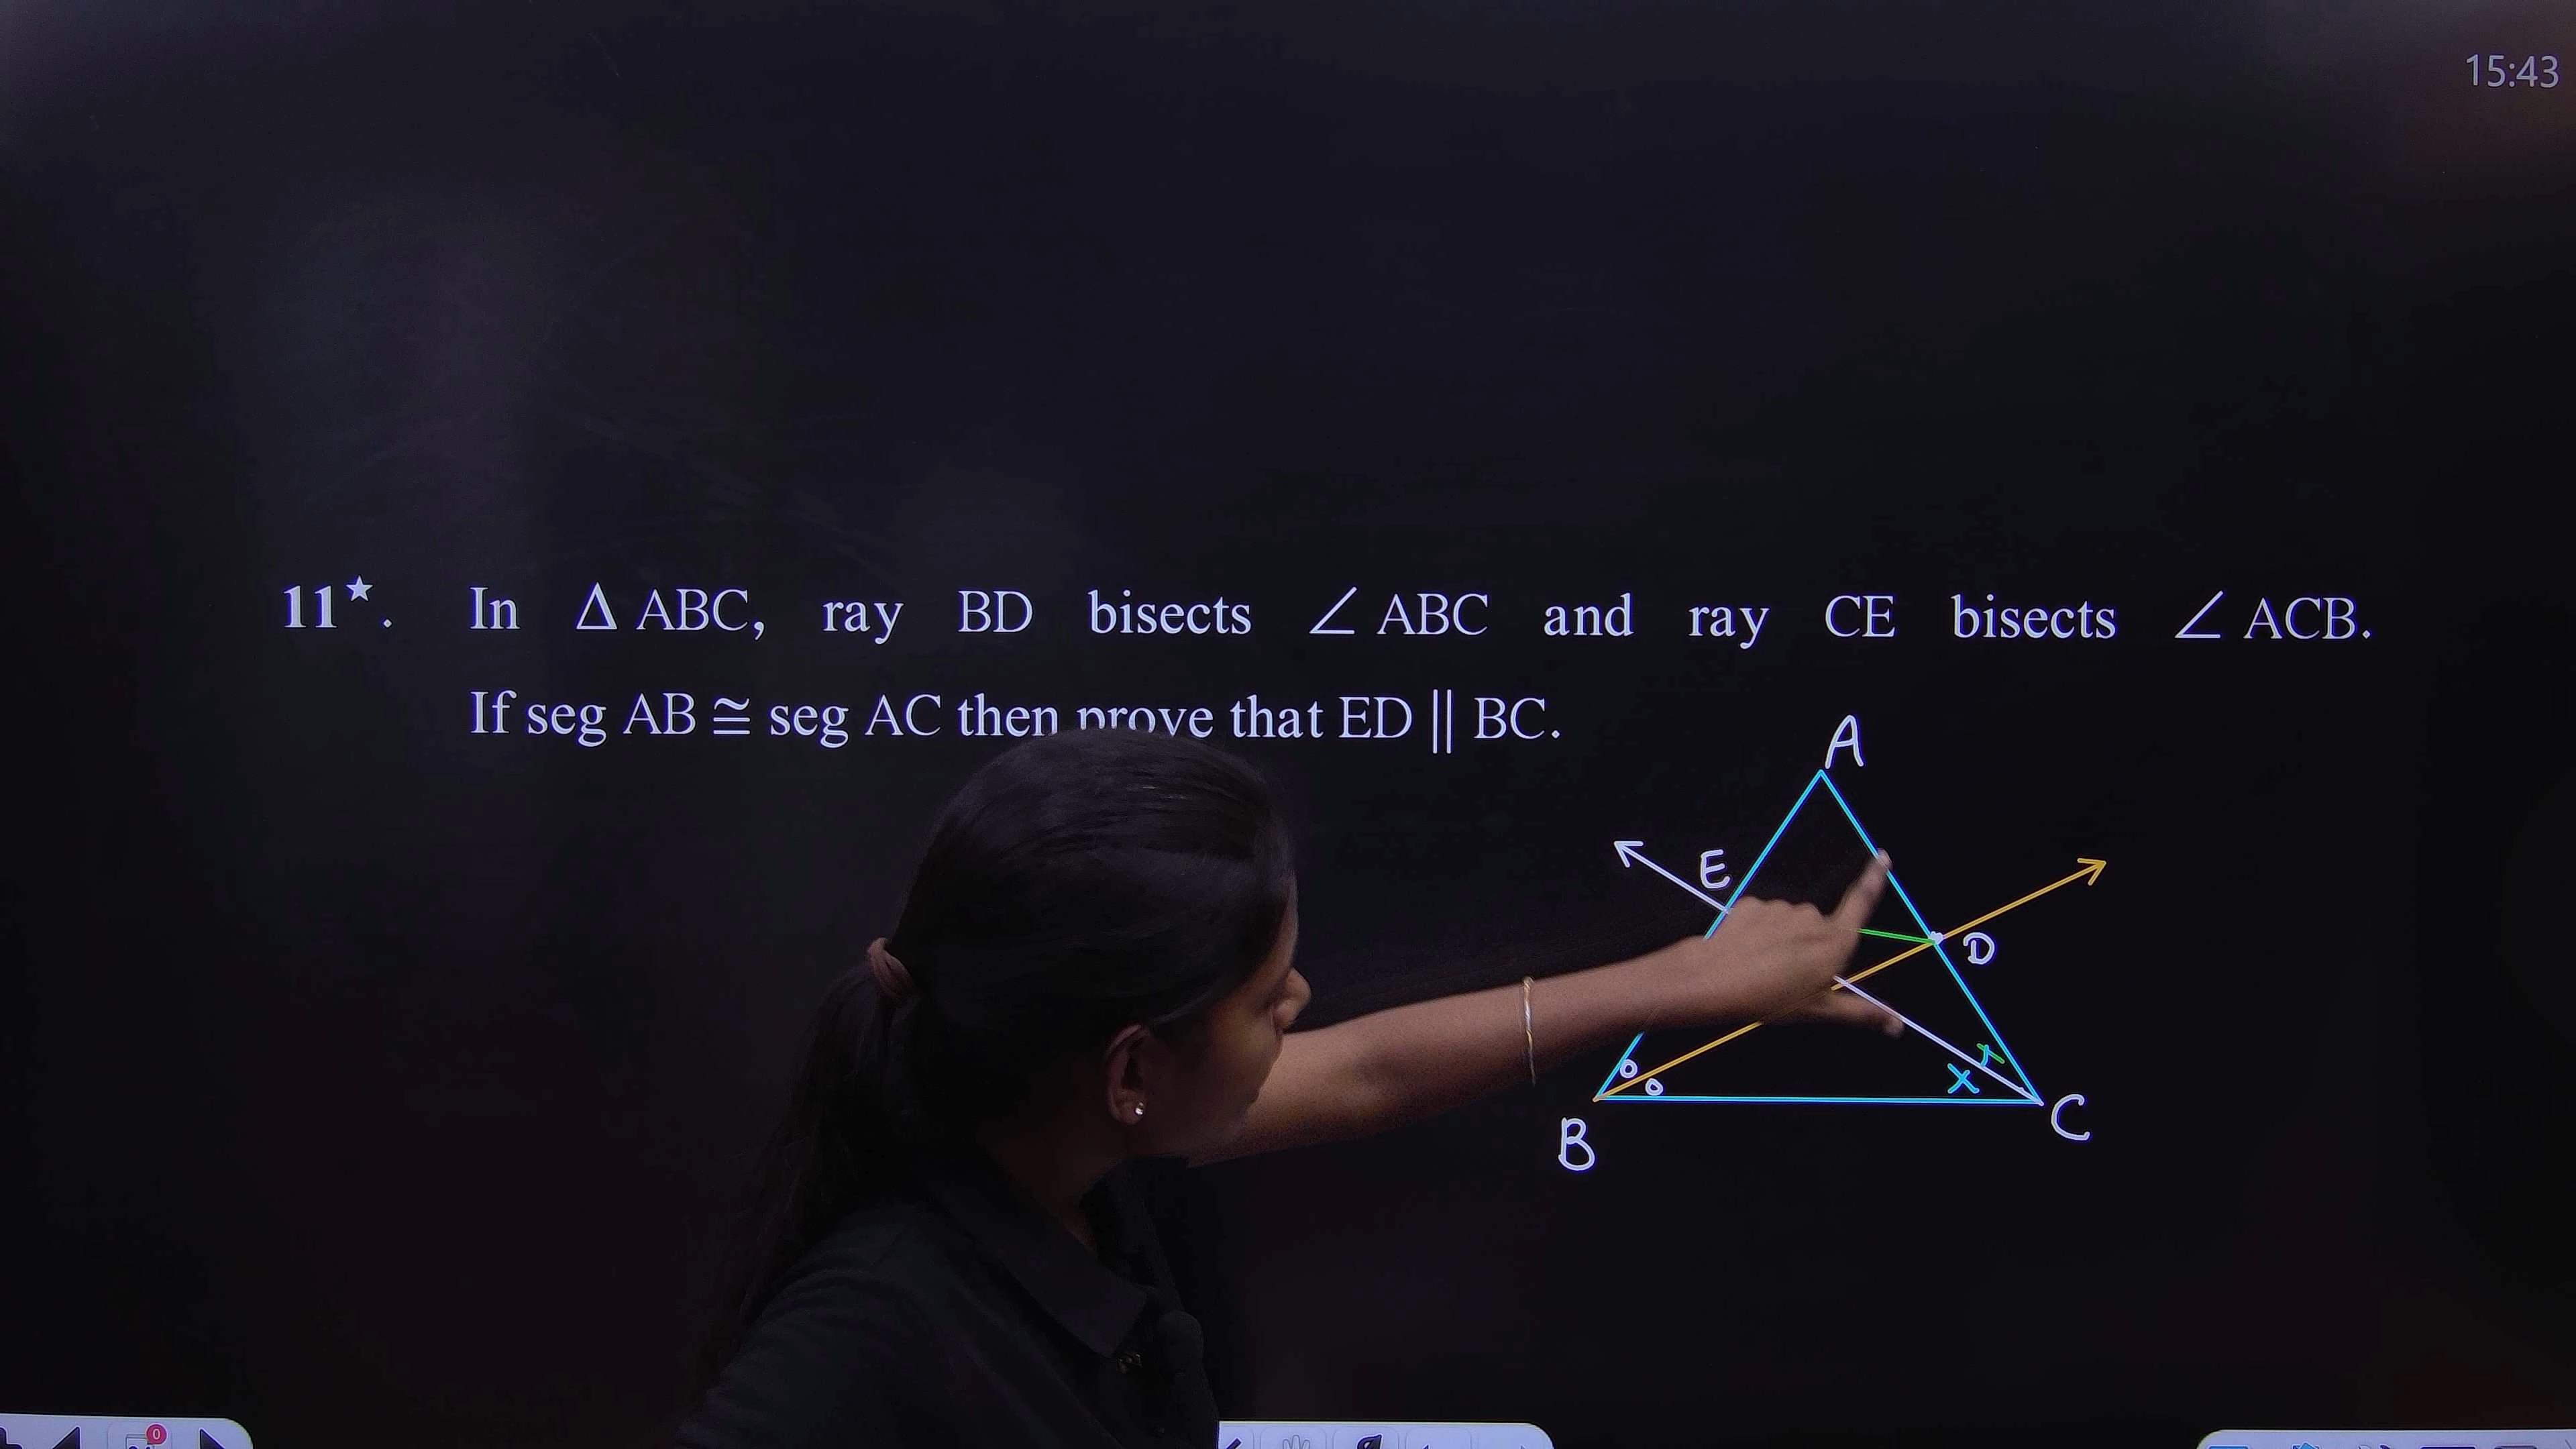 15:43
11★. In Δ ABC, ray BD bisects ∠ ABC and ray CE bisects ∠ ACB.
If seg AB ≅ seg AC then prove that ED || BC.
A
E
D
B
C
0